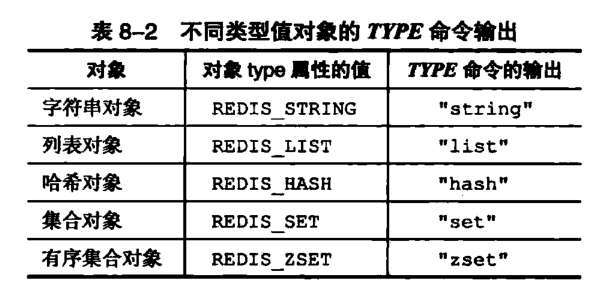 表 8-2 不同类型值对象的 TYPE 命令输出
对象 对象 type 属性的值 TYPE 命令的输出
字符串对象 REDIS_STRING "string"
列表对象 REDIS_LIST "list"
哈希对象 REDIS_HASH "hash"
集合对象 REDIS_SET "set"
有序集合对象 REDIS_ZSET "zset"